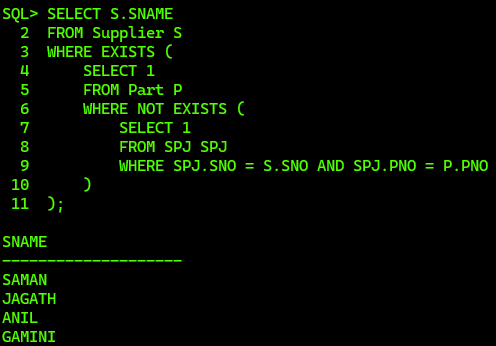 SQL> SELECT S.SNAME
  2  FROM Supplier S
  3  WHERE EXISTS (
  4      SELECT 1
  5      FROM Part P
  6      WHERE NOT EXISTS (
  7          SELECT 1
  8          FROM SPJ SPJ
  9          WHERE SPJ.SNO = S.SNO AND SPJ.PNO = P.PNO
 10      )
 11  );
SNAME
--------------------
SAMAN
JAGATH
ANIL
GAMINI